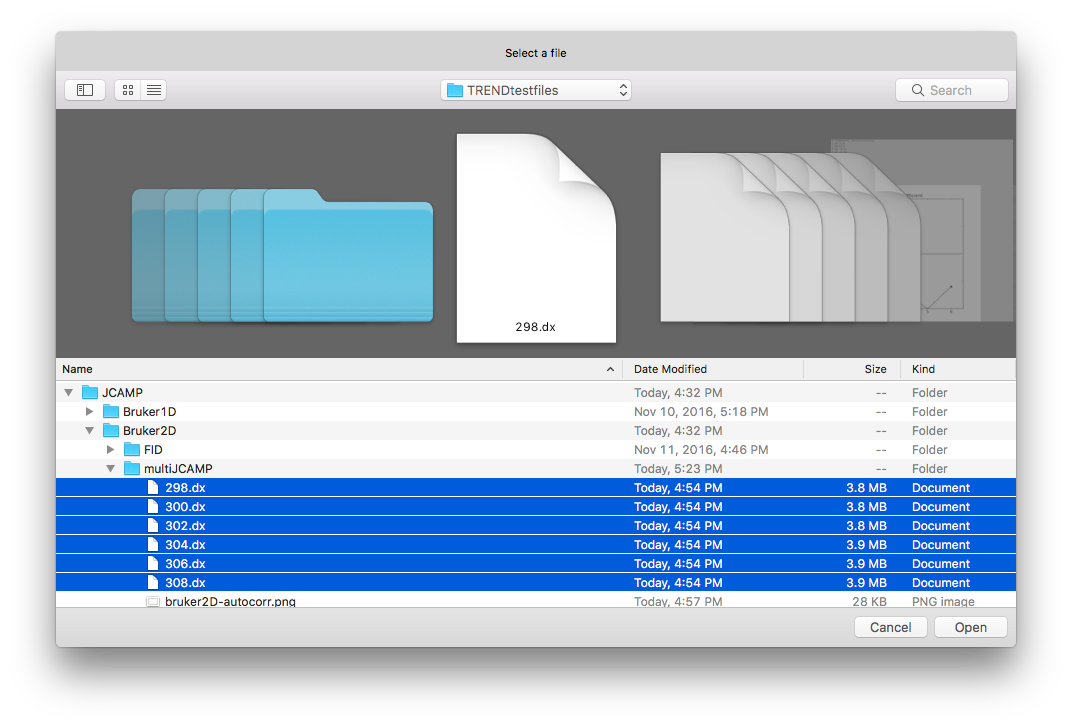 Select a file
TRENDtestfiles Search
298.dx
Name Date Modified Size Kind
JCAMP Today, 4:32 PM -- Folder
Bruker1D Nov 10, 2016, 5:18 PM -- Folder
Bruker2D Today, 4:32 PM -- Folder
FID Nov 11, 2016, 4:46 PM -- Folder
multiJCAMP Today, 5:23 PM -- Folder
298.dx Today, 4:54 PM 3.8 MB Document
300.dx Today, 4:54 PM 3.8 MB Document
302.dx Today, 4:54 PM 3.8 MB Document
304.dx Today, 4:54 PM 3.9 MB Document
306.dx Today, 4:54 PM 3.9 MB Document
308.dx Today, 4:54 PM 3.9 MB Document
bruker2D-autocorr.png Today, 4:57 PM 28 KB PNG image
Cancel Open